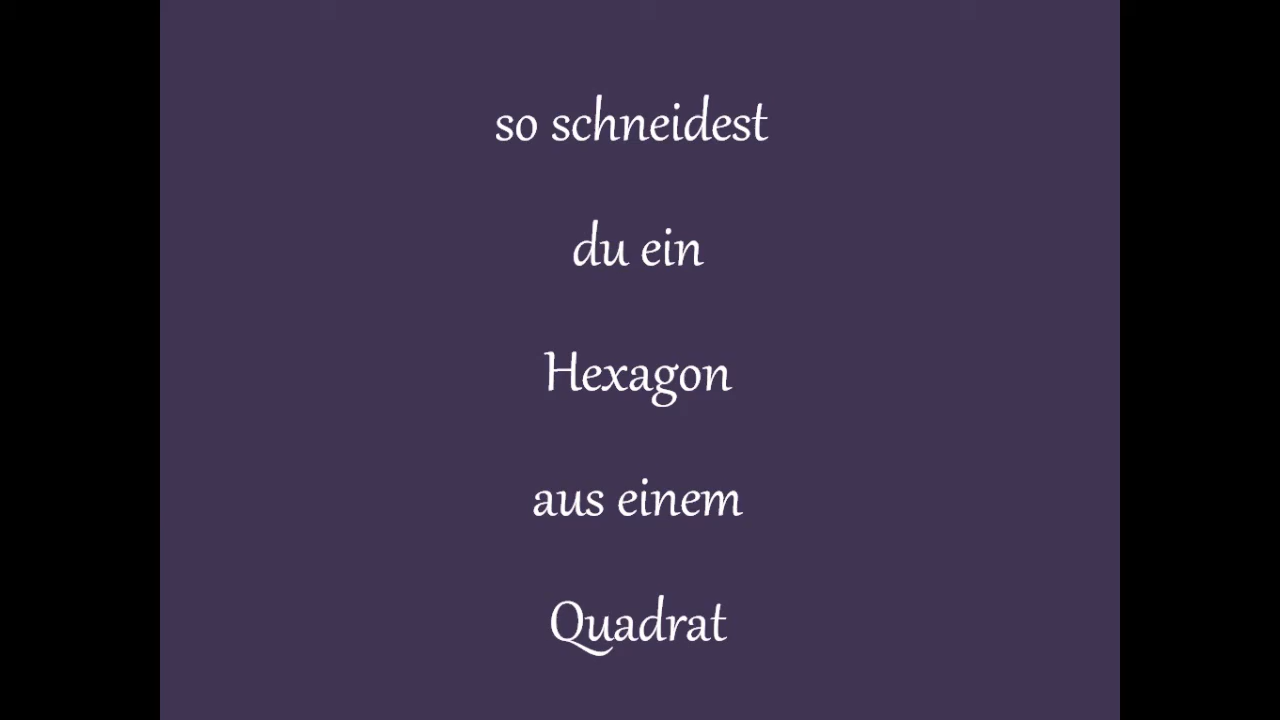 so schneidest
du ein
Hexagon
aus einem
Quadrat